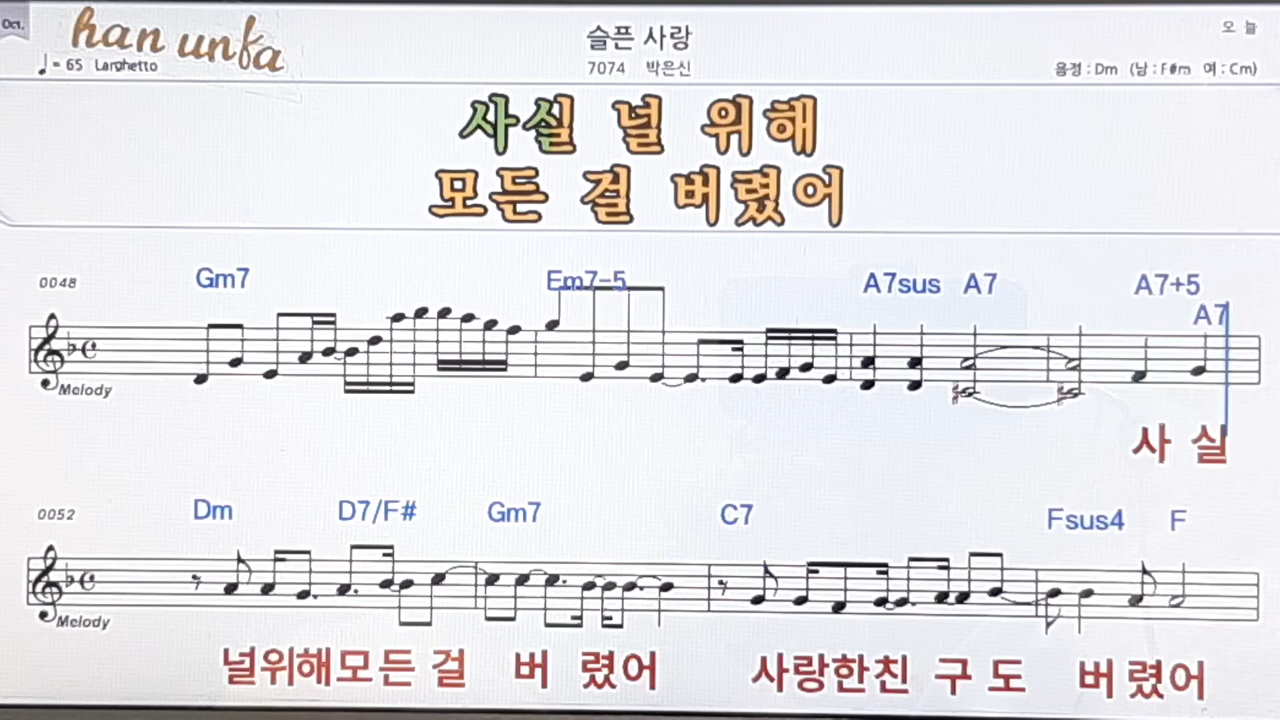 Oct.
han unfa
슬픈 사랑
오 늘
♩= 65 Larghetto
7074 박은신
음정 : Dm (남 : F#m 여 : Cm)
사실 널 위해
모든 걸 버렸어
0048 Gm7 Em7-5 A7sus A7 A7+5
A7
Melody
사 실
0052 Dm D7/F# Gm7 C7 Fsus4 F
Melody
널위해모든 걸 버 렸어 사랑한친 구 도 버 렸어